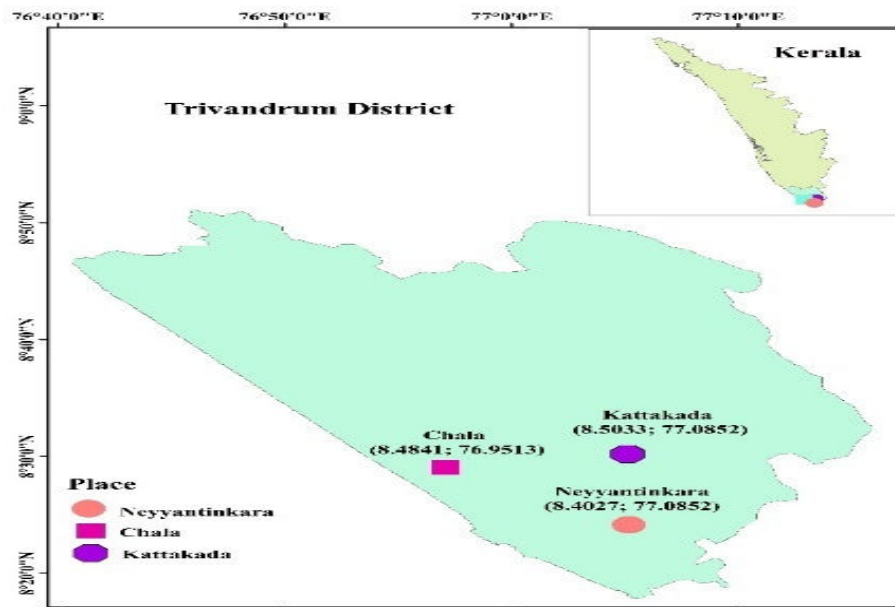 76°40'0"E 76°50'0"E 77°0'0"E 77°10'0"E
Kerala
Trivandrum District
9°0'0"N
8°50'0"N
8°40'0"N
8°30'0"N
8°20'0"N
Kattakada
(8.5033; 77.0852)
Chala
(8.4841; 76.9513)
Neyyantinkara
(8.4027; 77.0852)
Place
Neyyantinkara
Chala
Kattakada